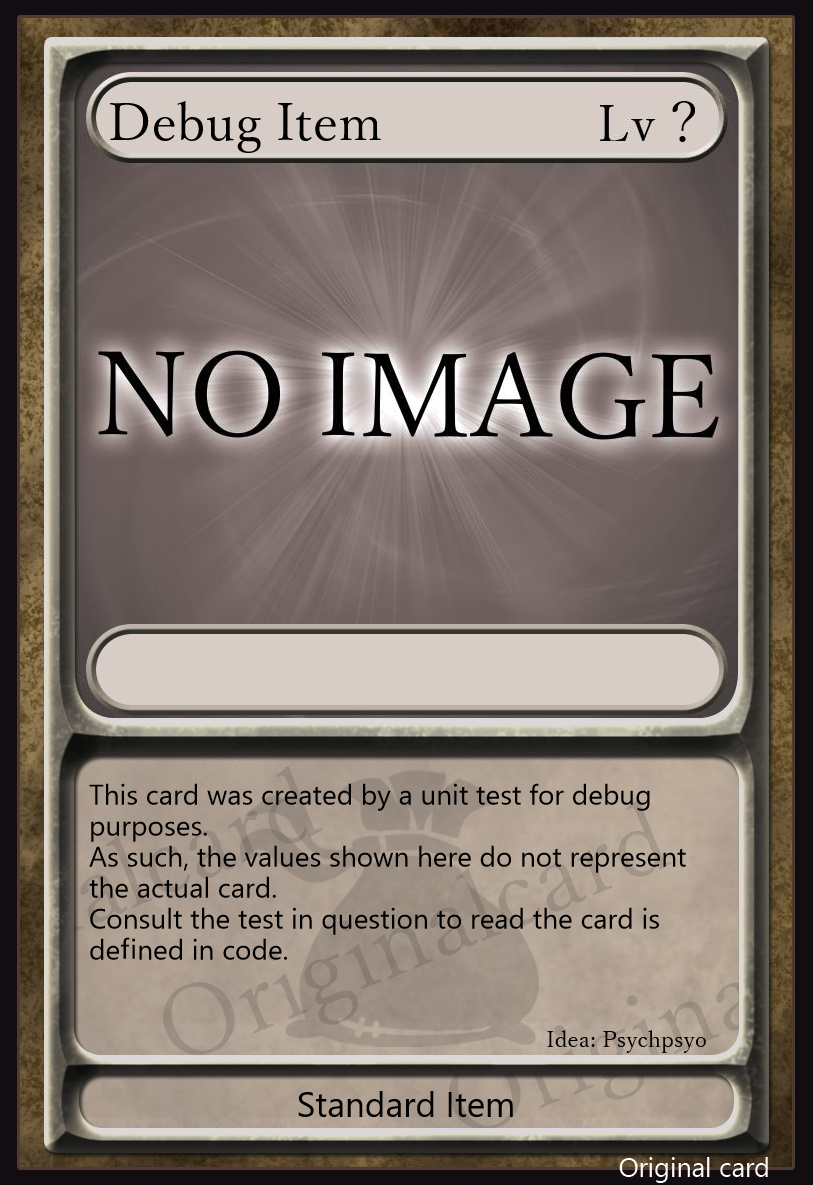 Debug Item Lv ?
NO IMAGE
This card was created by a unit test for debug
purposes.
As such, the values shown here do not represent
the actual card.
Consult the test in question to read the card is
defined in code.
Originalcard
Idea: Psychpsyo
Standard Item
Original card